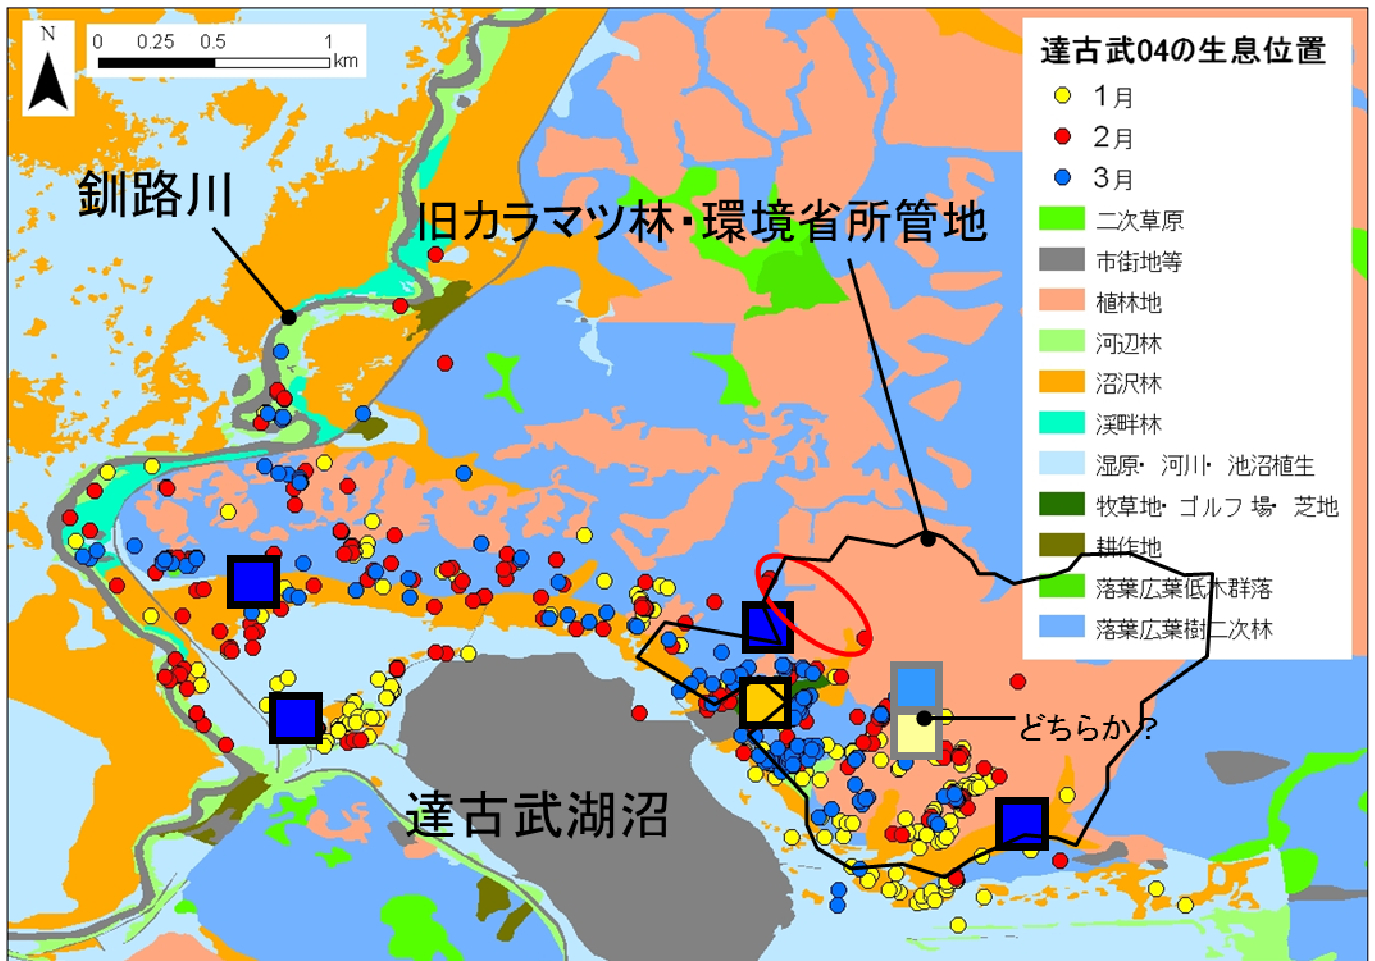 N
0 0.25 0.5 1
km
釧路川
旧カラマツ林・環境省所管地
達古武湖沼
どちらか？
達古武04の生息位置
1月
2月
3月
二次草原
市街地等
植林地
河辺林
沼沢林
渓畔林
湿原・河川・池沼植生
牧草地・ゴルフ場・芝地
耕作地
落葉広葉低木群落
落葉広葉樹二次林